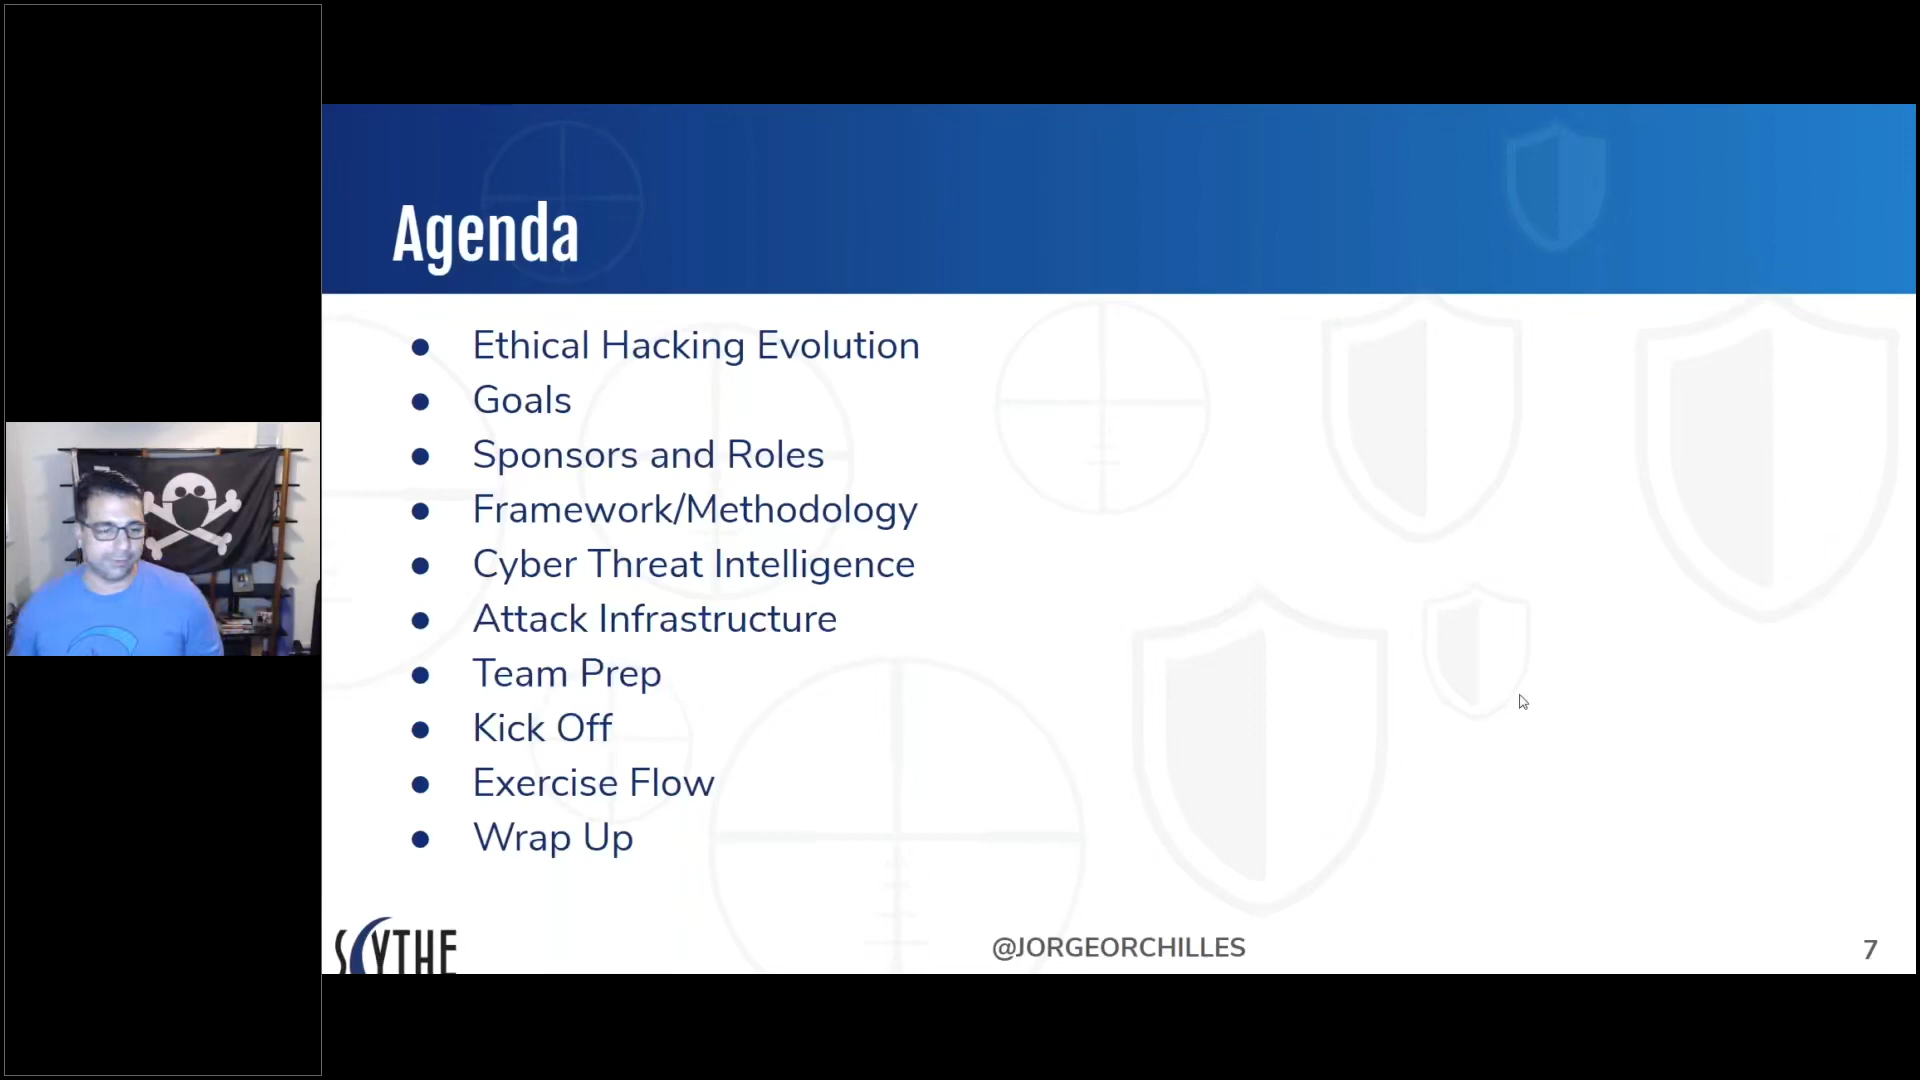 Agenda
● Ethical Hacking Evolution
● Goals
● Sponsors and Roles
● Framework/Methodology
● Cyber Threat Intelligence
● Attack Infrastructure
● Team Prep
● Kick Off
● Exercise Flow
● Wrap Up
SCYTHE
@JORGEORCHILLES
7